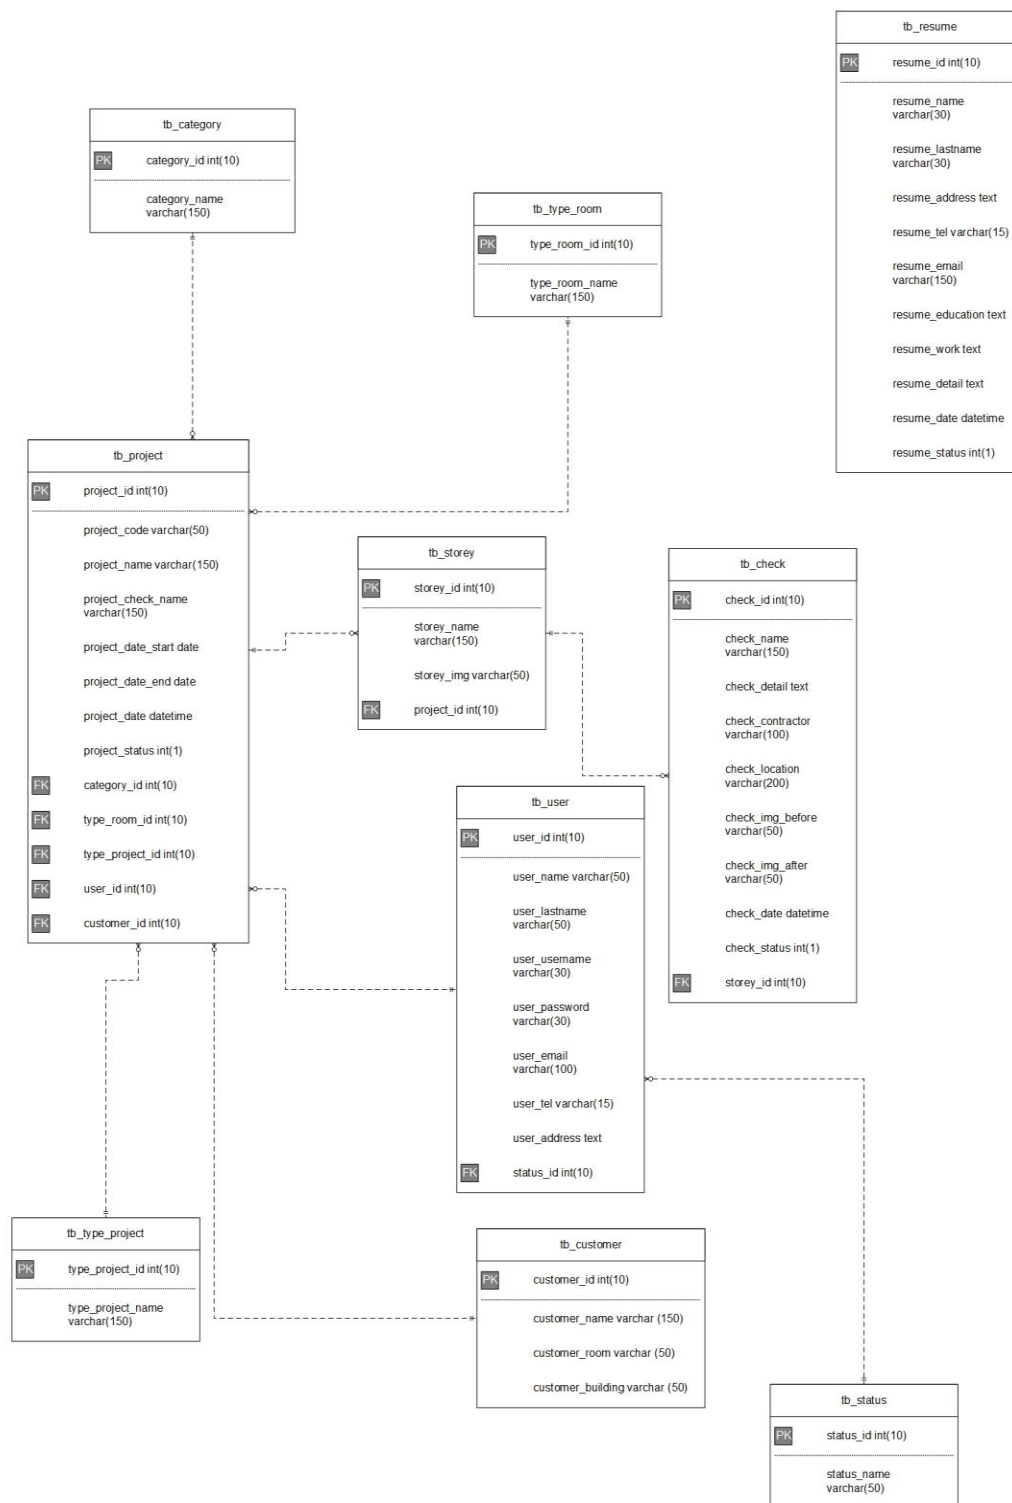 tb_resume
PK resume_id int(10)
resume_name
varchar(30)
resume_lastname
varchar(30)
resume_address text
resume_tel varchar(15)
resume_email
varchar(150)
resume_education text
resume_work text
resume_detail text
resume_date datetime
resume_status int(1)
tb_category
PK category_id int(10)
category_name
varchar(150)
tb_type_room
PK type_room_id int(10)
type_room_name
varchar(150)
tb_project
PK project_id int(10)
project_code varchar(50)
project_name varchar(150)
project_check_name
varchar(150)
project_date_start date
project_date_end date
project_date datetime
project_status int(1)
FK category_id int(10)
FK type_room_id int(10)
FK type_project_id int(10)
FK user_id int(10)
FK customer_id int(10)
tb_storey
PK storey_id int(10)
storey_name
varchar(150)
storey_img varchar(50)
FK project_id int(10)
tb_check
PK check_id int(10)
check_name
varchar(150)
check_detail text
check_contractor
varchar(100)
check_location
varchar(200)
check_img_before
varchar(50)
check_img_after
varchar(50)
check_date datetime
check_status int(1)
FK storey_id int(10)
tb_user
PK user_id int(10)
user_name varchar(50)
user_lastname
varchar(50)
user_username
varchar(30)
user_password
varchar(30)
user_email
varchar(100)
user_tel varchar(15)
user_address text
FK status_id int(10)
tb_type_project
PK type_project_id int(10)
type_project_name
varchar(150)
tb_customer
PK customer_id int(10)
customer_name varchar (150)
customer_room varchar (50)
customer_building varchar (50)
tb_status
PK status_id int(10)
status_name
varchar(50)